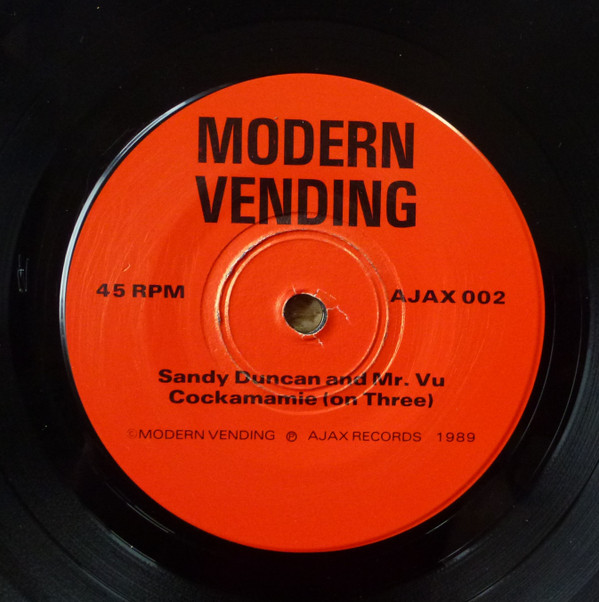 MODERN
VENDING
45 RPM
AJAX 002
Sandy Duncan and Mr. Vu
Cockamamie (on Three)
©MODERN VENDING ℗ AJAX RECORDS 1989